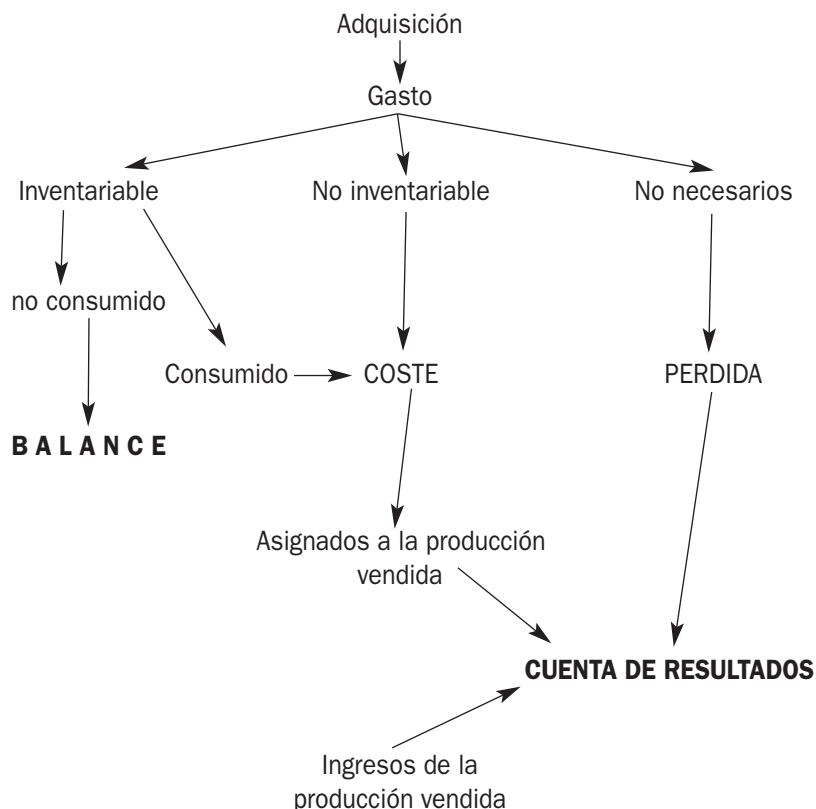 Adquisición
Gasto
Inventariable
No inventariable
No necesarios
no consumido
Consumido
COSTE
PERDIDA
BALANCE
Asignados a la producción
vendida
CUENTA DE RESULTADOS
Ingresos de la
producción vendida